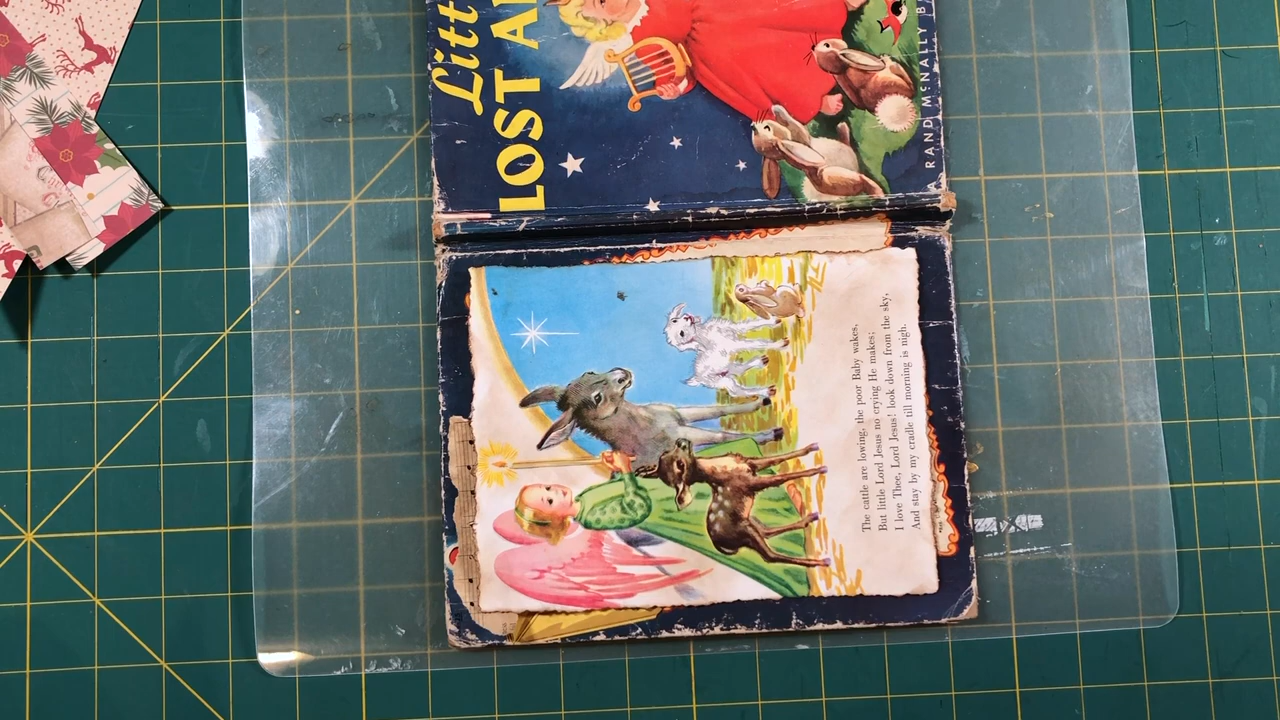 Litt
LOST A
RAND MCNALLY B
The cattle are lowing, the poor Baby wakes,
But little Lord Jesus no crying He makes;
I love Thee, Lord Jesus! look down from the sky,
And stay by my cradle till morning is nigh.